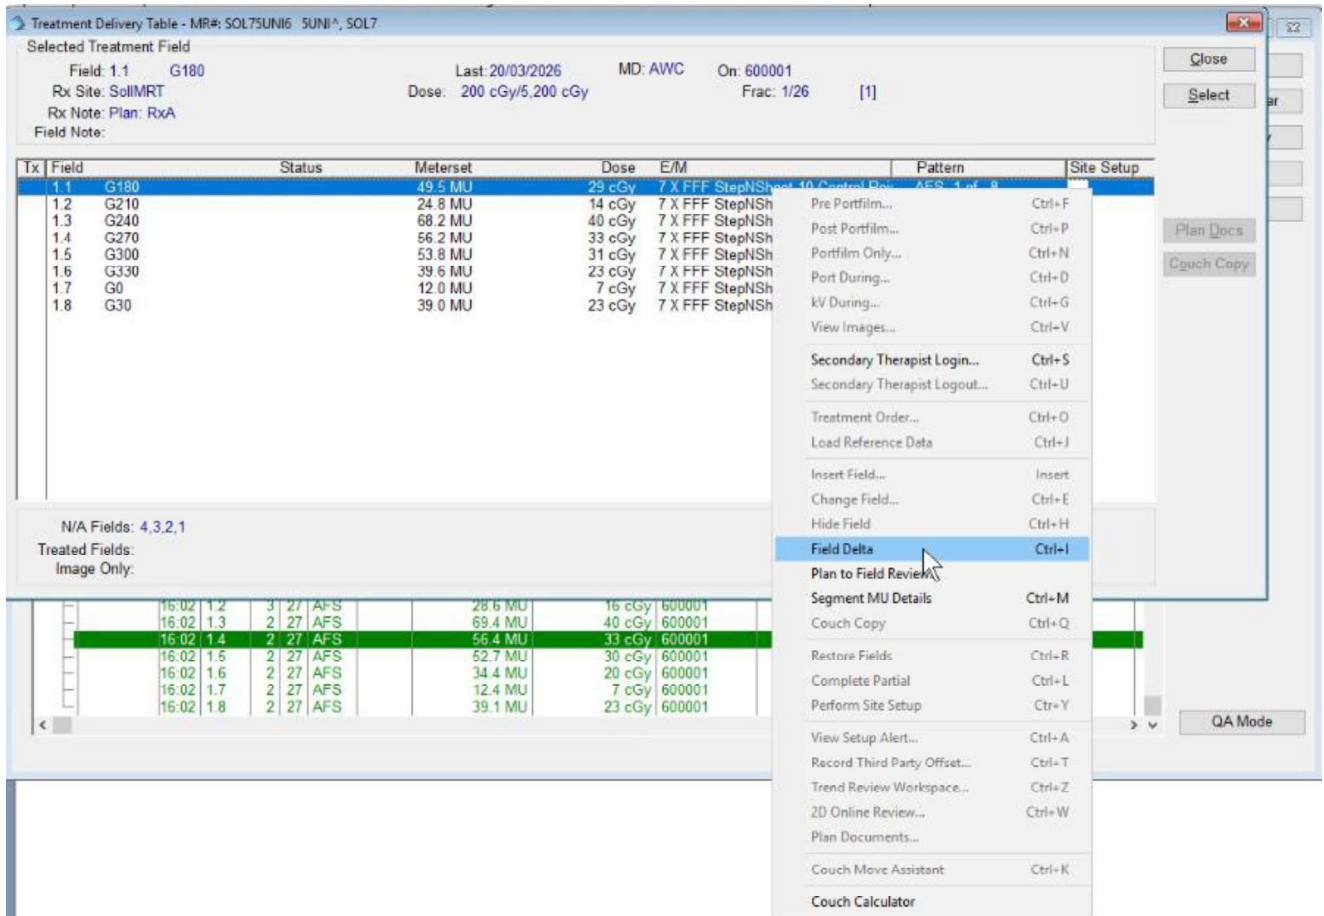 Treatment Delivery Table - MR#: SOL75UNI6 5UNI^, SOL7
Selected Treatment Field
Field: 1.1 G180 Last: 20/03/2026 MD: AWC On: 600001
Rx Site: SollMRT Dose: 200 cGy/5,200 cGy Frac: 1/26 [1]
Rx Note: Plan: RxA
Field Note:
Close
Select
Plan Docs
Couch Copy
Tx Field Status Meterset Dose E/M Pattern Site Setup
1.1 G180 49.5 MU 29 cGy 7 X FFF StepNShoot 10 Control Poi AFS 1 of 8
1.2 G210 24.8 MU 14 cGy 7 X FFF StepNSh
1.3 G240 68.2 MU 40 cGy 7 X FFF StepNSh
1.4 G270 56.2 MU 33 cGy 7 X FFF StepNSh
1.5 G300 53.8 MU 31 cGy 7 X FFF StepNSh
1.6 G330 39.6 MU 23 cGy 7 X FFF StepNSh
1.7 G0 12.0 MU 7 cGy 7 X FFF StepNSh
1.8 G30 39.0 MU 23 cGy 7 X FFF StepNSh
N/A Fields: 4,3,2,1
Treated Fields:
Image Only:
Pre Portfilm... Ctrl+F
Post Portfilm... Ctrl+P
Portfilm Only... Ctrl+N
Port During... Ctrl+D
kV During... Ctrl+G
View Images... Ctrl+V
Secondary Therapist Login... Ctrl+S
Secondary Therapist Logout... Ctrl+U
Treatment Order... Ctrl+O
Load Reference Data Ctrl+J
Insert Field... Insert
Change Field... Ctrl+E
Hide Field Ctrl+H
Field Delta Ctrl+I
Plan to Field Review
Segment MU Details Ctrl+M
Couch Copy Ctrl+Q
Restore Fields Ctrl+R
Complete Partial Ctrl+L
Perform Site Setup Ctr+Y
View Setup Alert... Ctrl+A
Record Third Party Offset... Ctrl+T
Trend Review Workspace... Ctrl+Z
2D Online Review... Ctrl+W
Plan Documents...
Couch Move Assistant Ctrl+K
Couch Calculator
16:02 1.2 3 27 AFS 28.6 MU 16 cGy 600001
16:02 1.3 2 27 AFS 69.4 MU 40 cGy 600001
16:02 1.4 2 27 AFS 56.4 MU 33 cGy 600001
16:02 1.5 2 27 AFS 52.7 MU 30 cGy 600001
16:02 1.6 2 27 AFS 34.4 MU 20 cGy 600001
16:02 1.7 2 27 AFS 12.4 MU 7 cGy 600001
16:02 1.8 2 27 AFS 39.1 MU 23 cGy 600001
QA Mode